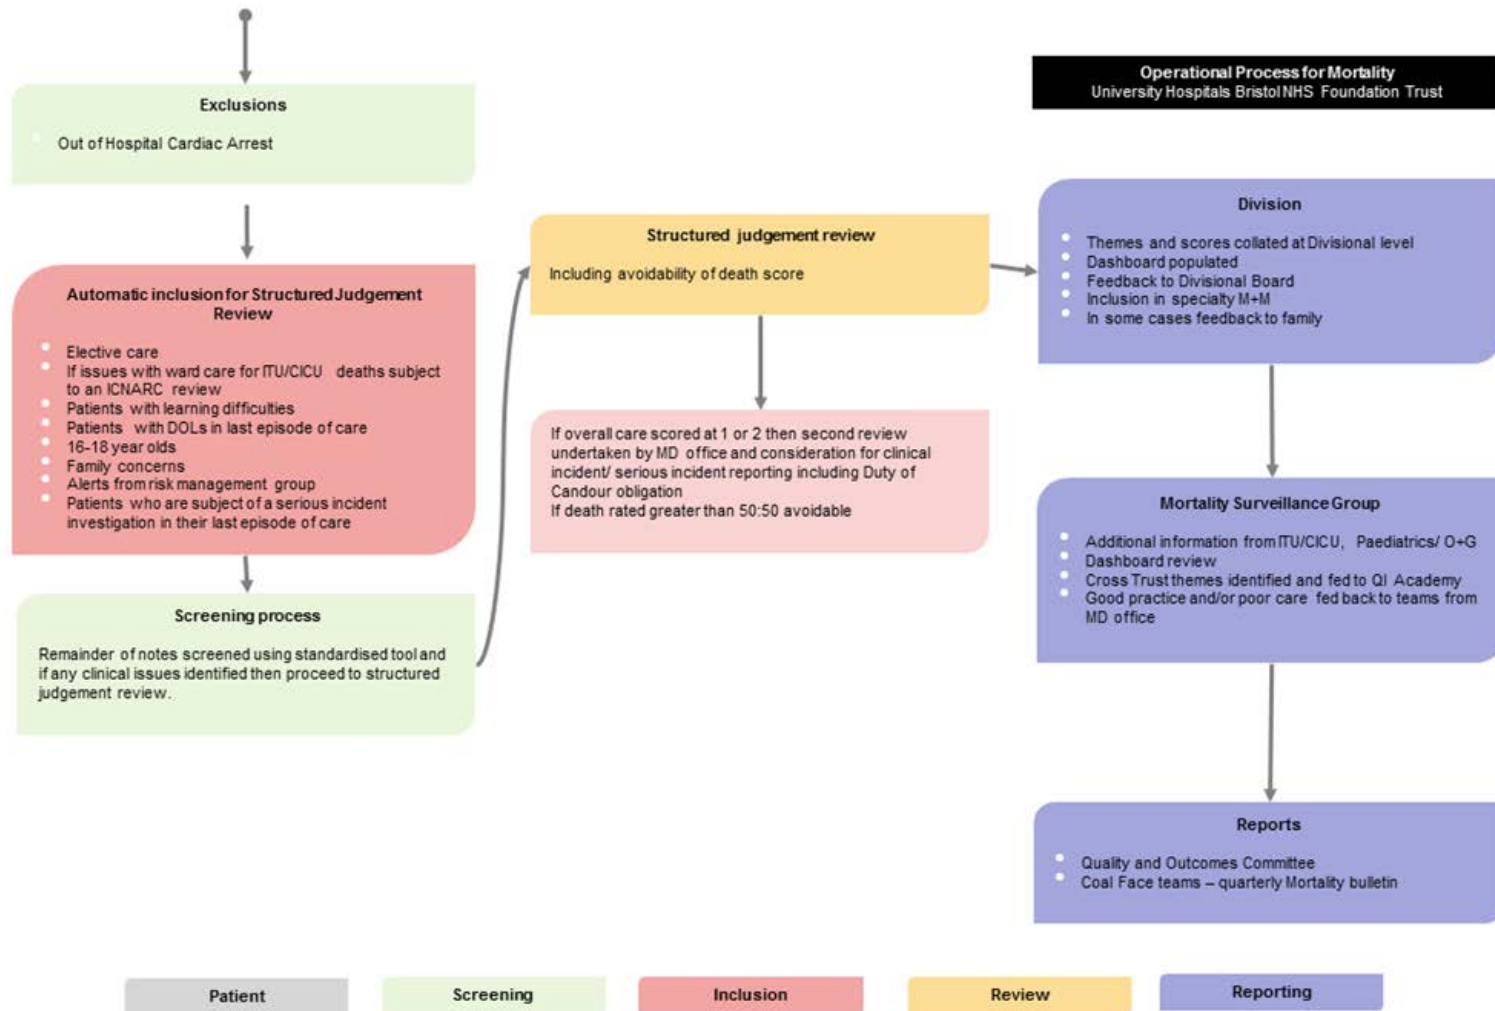 Exclusions
Out of Hospital Cardiac Arrest
Automatic inclusion for Structured Judgement
Review
Elective care
If issues with ward care for ITU/CICU deaths subject
to an ICNARC review
Patients with learning difficulties
Patients with DOLs in last episode of care
16-18 year olds
Family concerns
Alerts from risk management group
Patients who are subject of a serious incident
investigation in their last episode of care
Screening process
Remainder of notes screened using standardised tool and
if any clinical issues identified then proceed to structured
judgement review.
Structured judgement review
Including avoidability of death score
If overall care scored at 1 or 2 then second review
undertaken by MD office and consideration for clinical
incident/ serious incident reporting including Duty of
Candour obligation
If death rated greater than 50:50 avoidable
Operational Process for Mortality
University Hospitals Bristol NHS Foundation Trust
Division
Themes and scores collated at Divisional level
Dashboard populated
Feedback to Divisional Board
Inclusion in specialty M+M
In some cases feedback to family
Mortality Surveillance Group
Additional information from ITU/CICU, Paediatrics/ O+G
Dashboard review
Cross Trust themes identified and fed to QI Academy
Good practice and/or poor care fed back to teams from
MD office
Reports
Quality and Outcomes Committee
Coal Face teams – quarterly Mortality bulletin
Patient
Screening
Inclusion
Review
Reporting